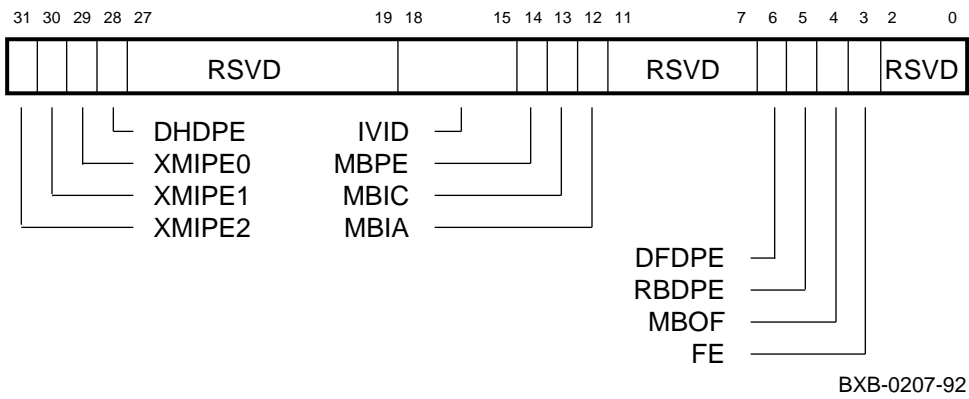 31 30 29 28 27 19 18 15 14 13 12 11 7 6 5 4 3 2 0
RSVD RSVD RSVD
DHDPE IVID
XMIPE0 MBPE
XMIPE1 MBIC
XMIPE2 MBIA
DFDPE
RBDPE
MBOF
FE
BXB-0207-92